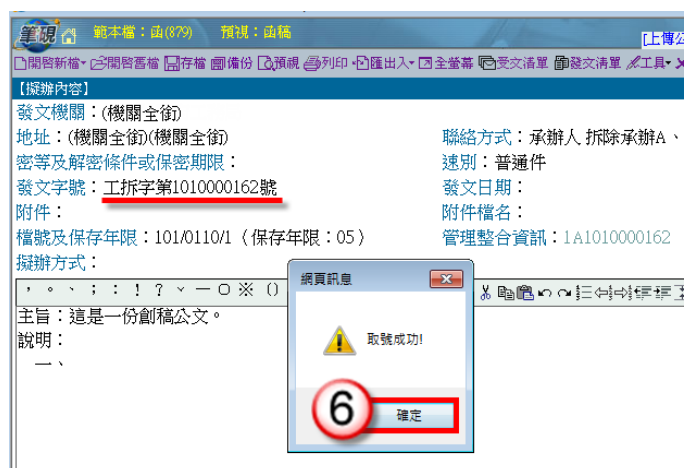 筆硯 範本檔：函(879) 預視：函稿
[上傳公
開啓新檔 開啓舊檔 存檔 備份 預視 列印 匯出入 全螢幕 受文清單 發文清單 工具
【擬辦內容】
發文機關：(機關全銜)
地址：(機關全銜)(機關全銜) 聯絡方式：承辦人 拆除承辦A、
密等及解密條件或保密期限： 速別：普通件
發文字號：工拆字第1010000162號 發文日期：
附件： 附件檔名：
檔號及保存年限：101/0110/1（保存年限：05） 管理整合資訊：1A1010000162
擬辦方式：
，。、；：！？ˇ－○※ ()
主旨：這是一份創稿公文。
說明：
一、
網頁訊息
取號成功!
6 確定